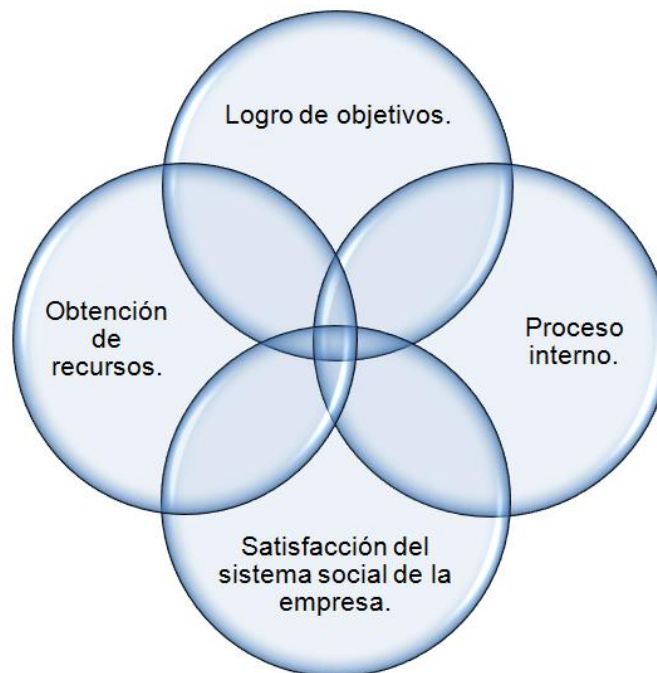 Logro de objetivos.
Obtención
de
recursos.
Proceso
interno.
Satisfacción del
sistema social de la
empresa.